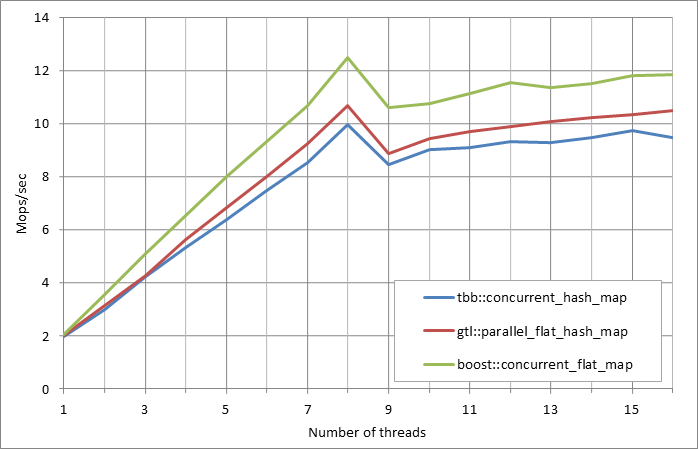 14
12
10
8
6
4
2
0
Mops/sec
tbb::concurrent_hash_map
gtl::parallel_flat_hash_map
boost::concurrent_flat_map
1 3 5 7 9 11 13 15
Number of threads